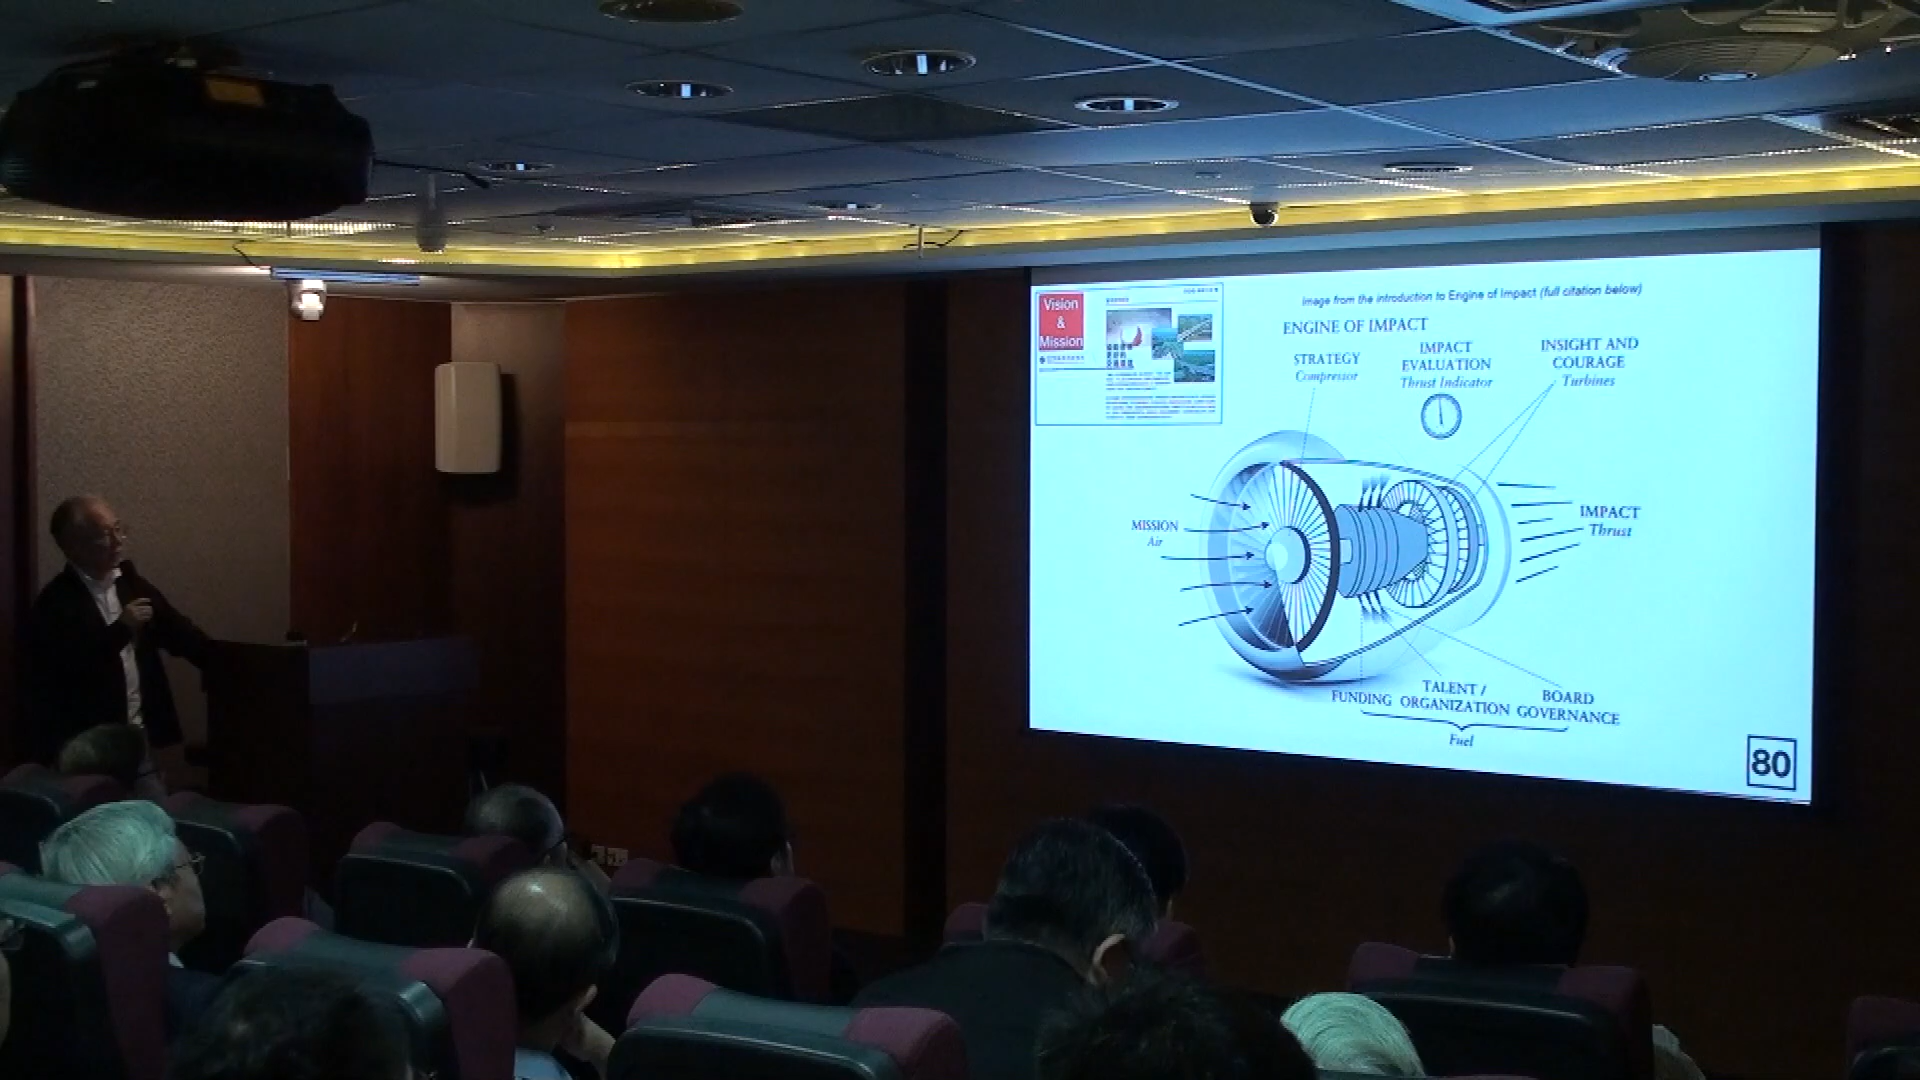 Vision
&
Mission
Image from the introduction to Engine of Impact (full citation below)
ENGINE OF IMPACT
STRATEGY
Compressor
IMPACT
EVALUATION
Thrust Indicator
INSIGHT AND
COURAGE
Turbines
MISSION
Air
IMPACT
Thrust
FUNDING
TALENT /
ORGANIZATION
BOARD
GOVERNANCE
Fuel
80